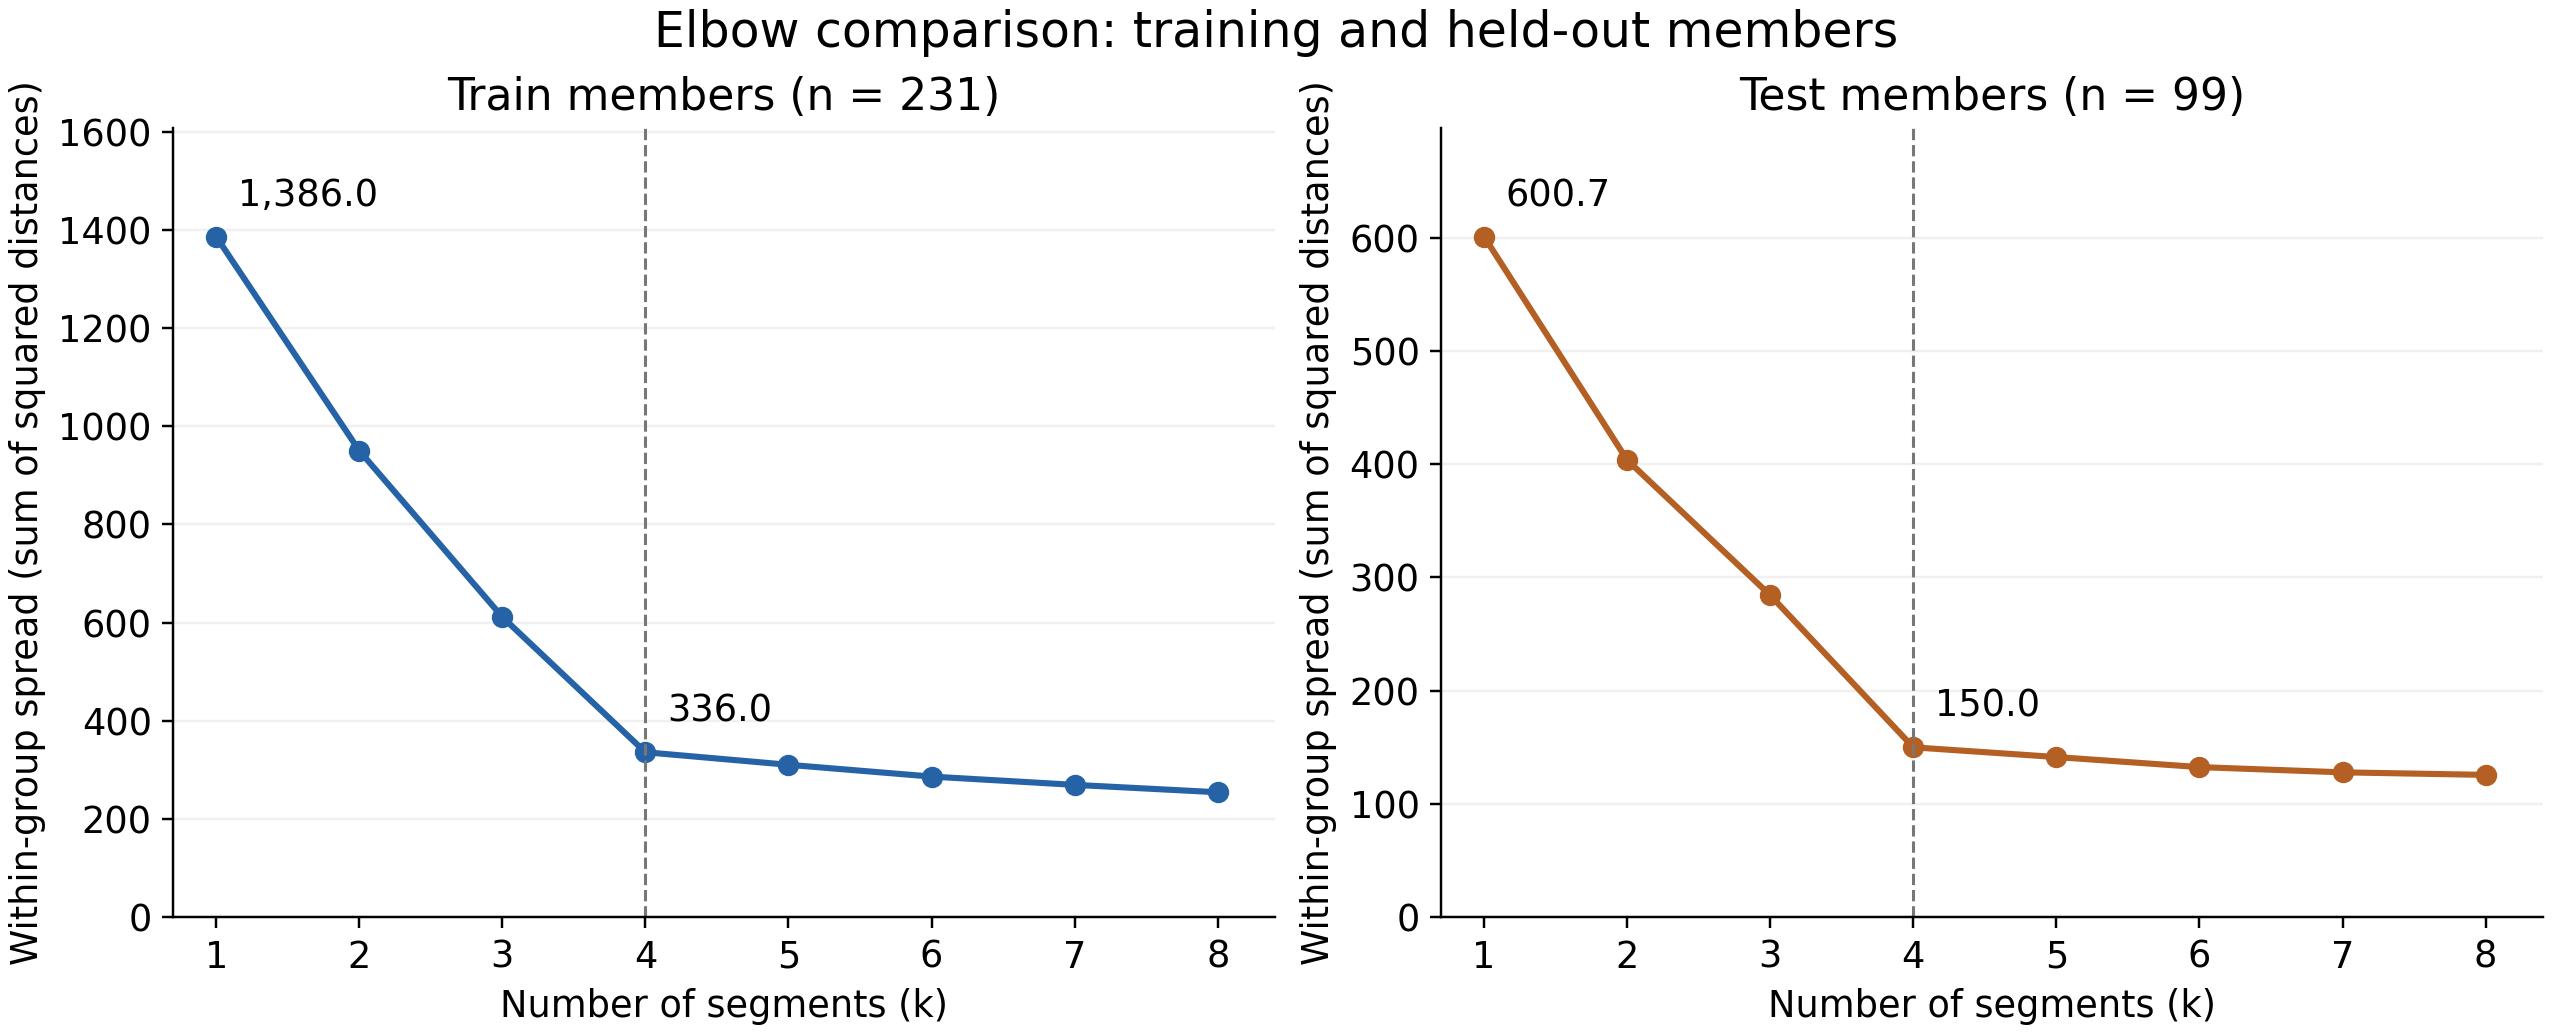 Elbow comparison: training and held-out members
Train members (n = 231)
Within-group spread (sum of squared distances)
1600
1400
1200
1000
800
600
400
200
0
1,386.0
336.0
1 2 3 4 5 6 7 8
Number of segments (k)
Test members (n = 99)
Within-group spread (sum of squared distances)
600
500
400
300
200
100
0
600.7
150.0
1 2 3 4 5 6 7 8
Number of segments (k)